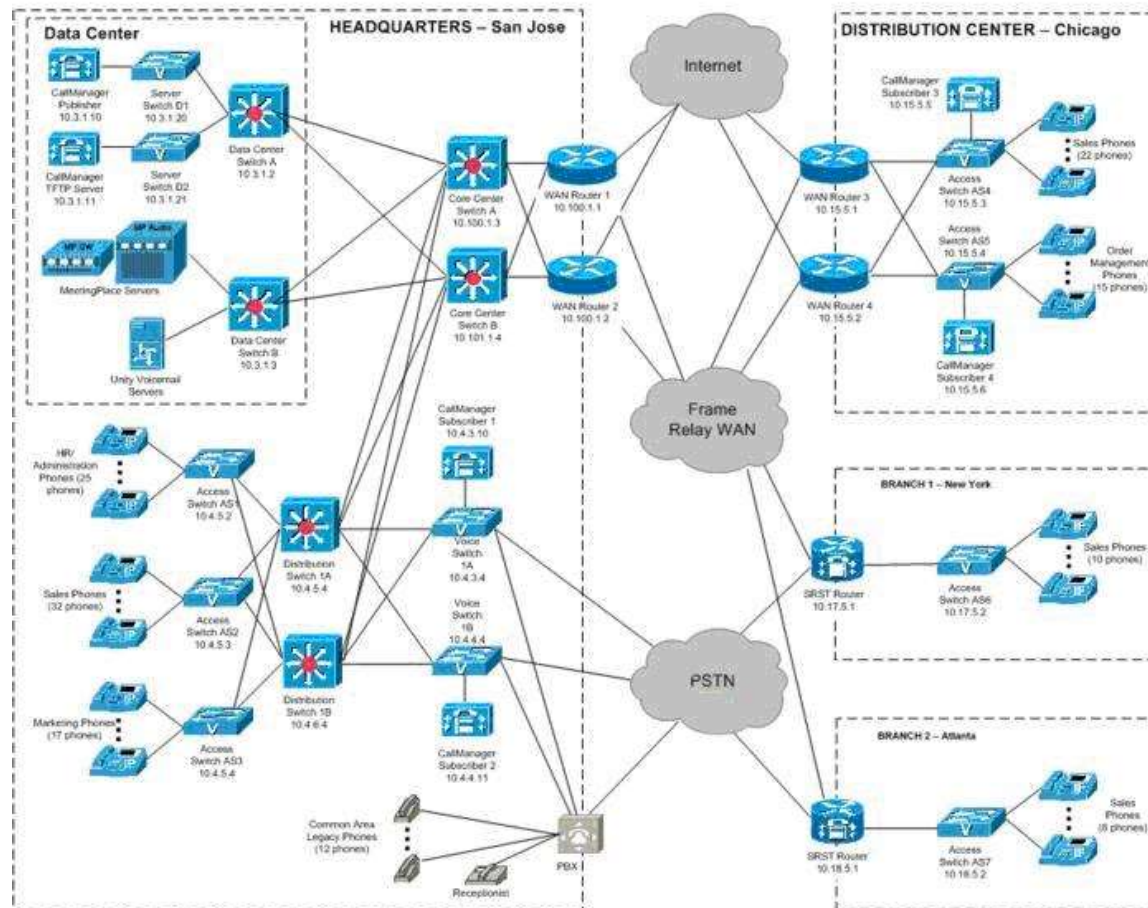 HEADQUARTERS – San Jose
Data Center
CallManager
Publisher
10.3.1.10
Server
Switch D1
10.3.1.20
Data Center
Switch A
10.3.1.2
CallManager
TFTIP Server
10.3.1.11
Server
Switch D2
10.3.1.21
MP GW
MP Audio
MeeringPlace Servers
Unity Voicemail
Servers
Data Center
Switch B
10.3.1.3
Core Center
Switch A
10.100.1.3
Core Center
Switch B
10.101.1.4
WAN Router 1
10.100.1.1
WAN Router 2
10.100.1.2
HR/
Administration
Phones (25
phones)
Access
Switch AS1
10.4.5.2
Sales Phones
(32 phones)
Access
Switch AS2
10.4.5.3
Marketing Phones
(17 phones)
Access
Switch AS3
10.4.5.4
Distribution
Switch 1A
10.4.5.4
Distribution
Switch 1B
10.4.6.4
CallManager
Subscriber 1
10.4.3.10
Voice
Switch
1A
10.4.3.4
Voice
Switch
1B
10.4.4.4
CallManager
Subscriber 2
10.4.4.11
Common Area
Legacy Phones
(12 phones)
Receptionist
PBX
Internet
Frame
Relay WAN
PSTN
DISTRIBUTION CENTER – Chicago
CallManager
Subscriber 3
10.15.5.5
WAN Router 3
10.15.5.1
WAN Router 4
10.15.5.2
Access
Switch AS4
10.15.5.3
Sales Phones
(22 phones)
Access
Switch AS5
10.15.5.4
Order
Management
Phones
(15 phones)
CallManager
Subscriber 4
10.15.5.6
BRANCH 1 – New York
SRST Router
10.17.5.1
Access
Switch AS6
10.17.5.2
Sales Phones
(10 phones)
BRANCH 2 – Atlanta
SRST Router
10.18.5.1
Access
Switch AS7
10.18.5.2
Sales
Phones
(8 phones)